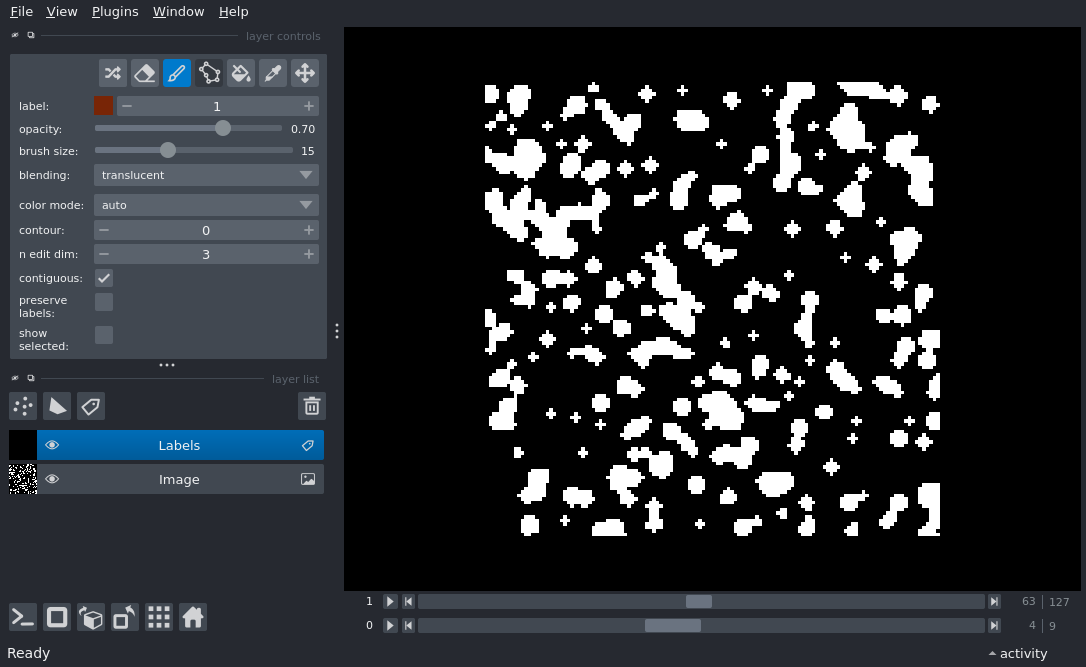 File View Plugins Window Help
layer controls
label: 1
opacity: 0.70
brush size: 15
blending: translucent
color mode: auto
contour: 0
n edit dim: 3
contiguous:
preserve
labels:
show
selected:
layer list
Labels
Image
1 63 127
0 4 9
Ready activity